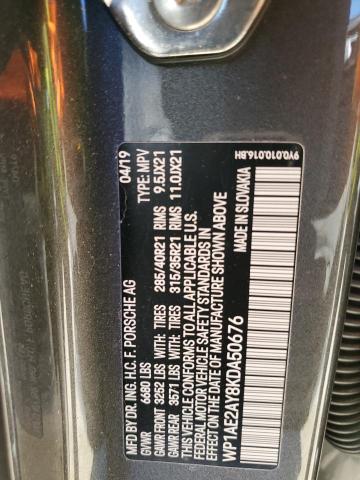 9Y0.010.016.BH
MFD BY DR. ING. H.C. F. PORSCHE AG 04/19
GVWR 6680 LBS TYPE: MPV
GAWR FRONT 3252 LBS WITH TIRES 285/40R21 RIMS 9.5JX21
GAWR REAR 3571 LBS WITH TIRES 315/35R21 RIMS 11.0JX21
THIS VEHICLE CONFORMS TO ALL APPLICABLE U.S.
FEDERAL MOTOR VEHICLE SAFETY STANDARDS IN
EFFECT ON THE DATE OF MANUFACTURE SHOWN ABOVE
WP1AE2AY8KDA50676 MADE IN SLOVAKIA